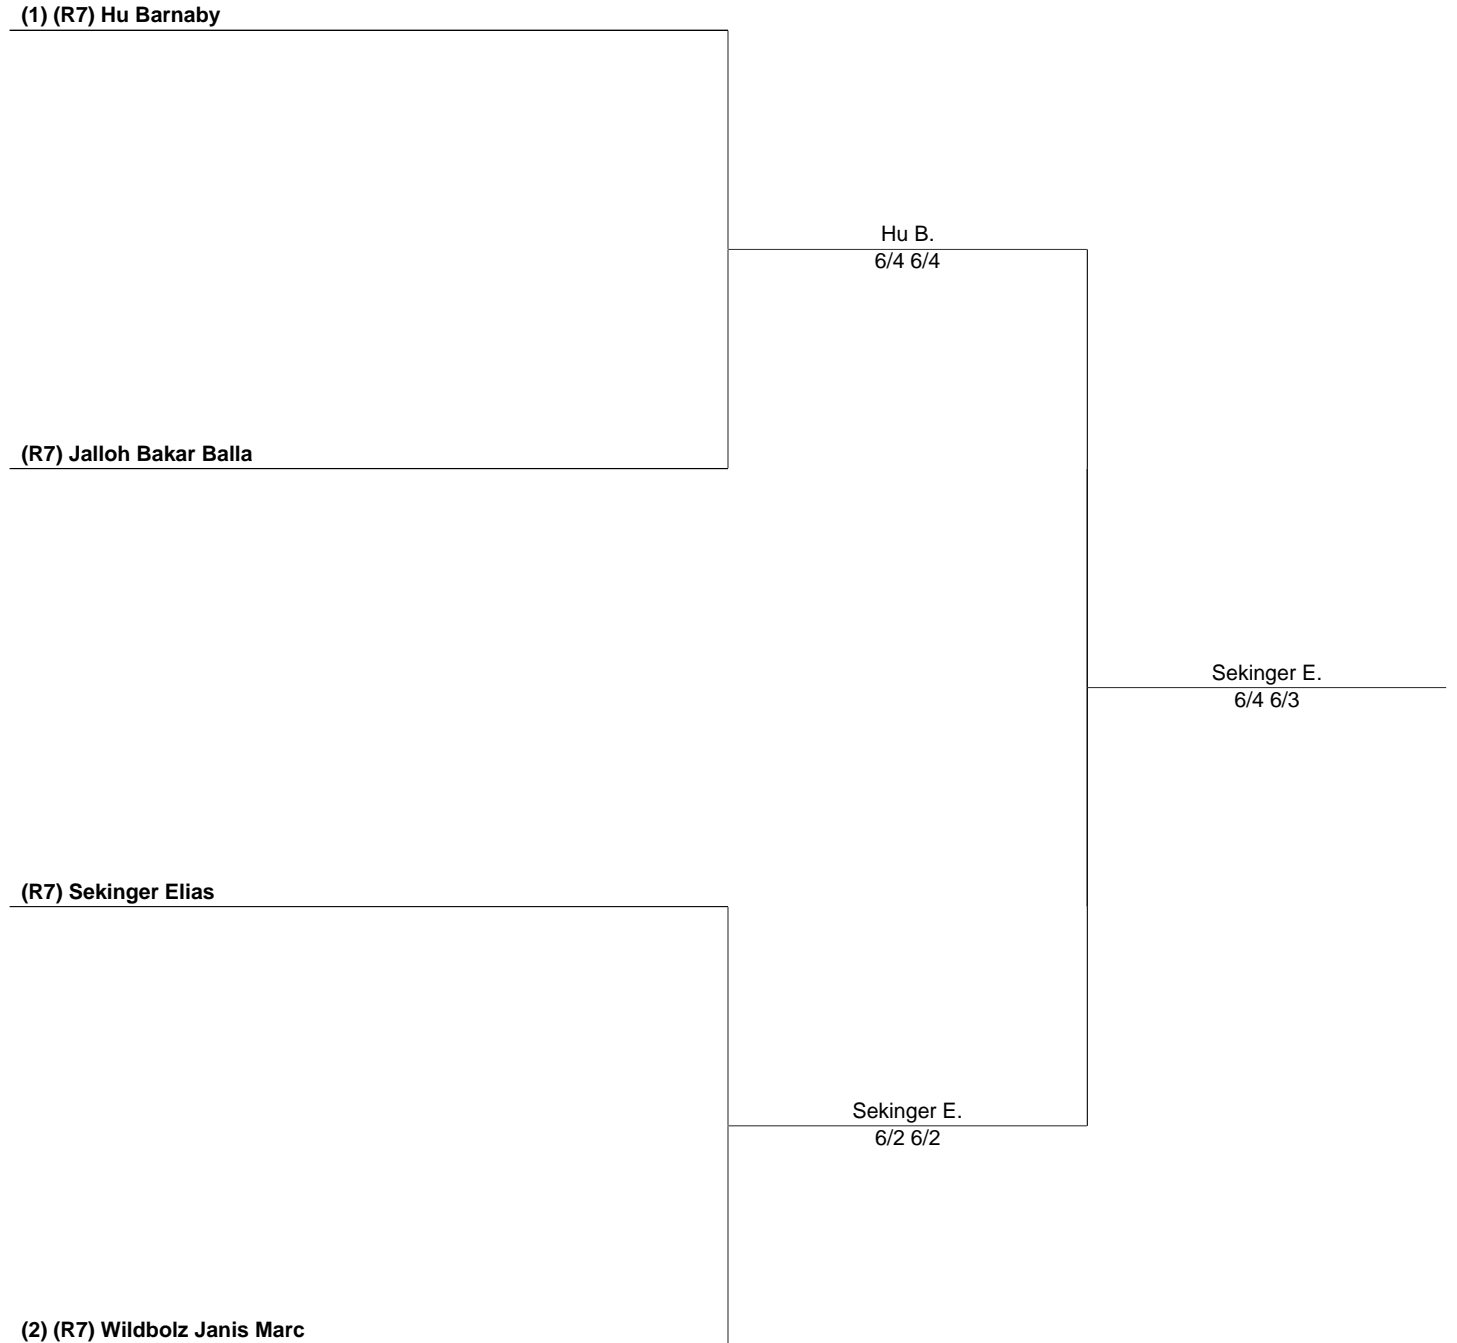 (1) (R7) Hu Barnaby
Hu B.
6/4 6/4
(R7) Jalloh Bakar Balla
Sekinger E.
6/4 6/3
(R7) Sekinger Elias
Sekinger E.
6/2 6/2
(2) (R7) Wildbolz Janis Marc